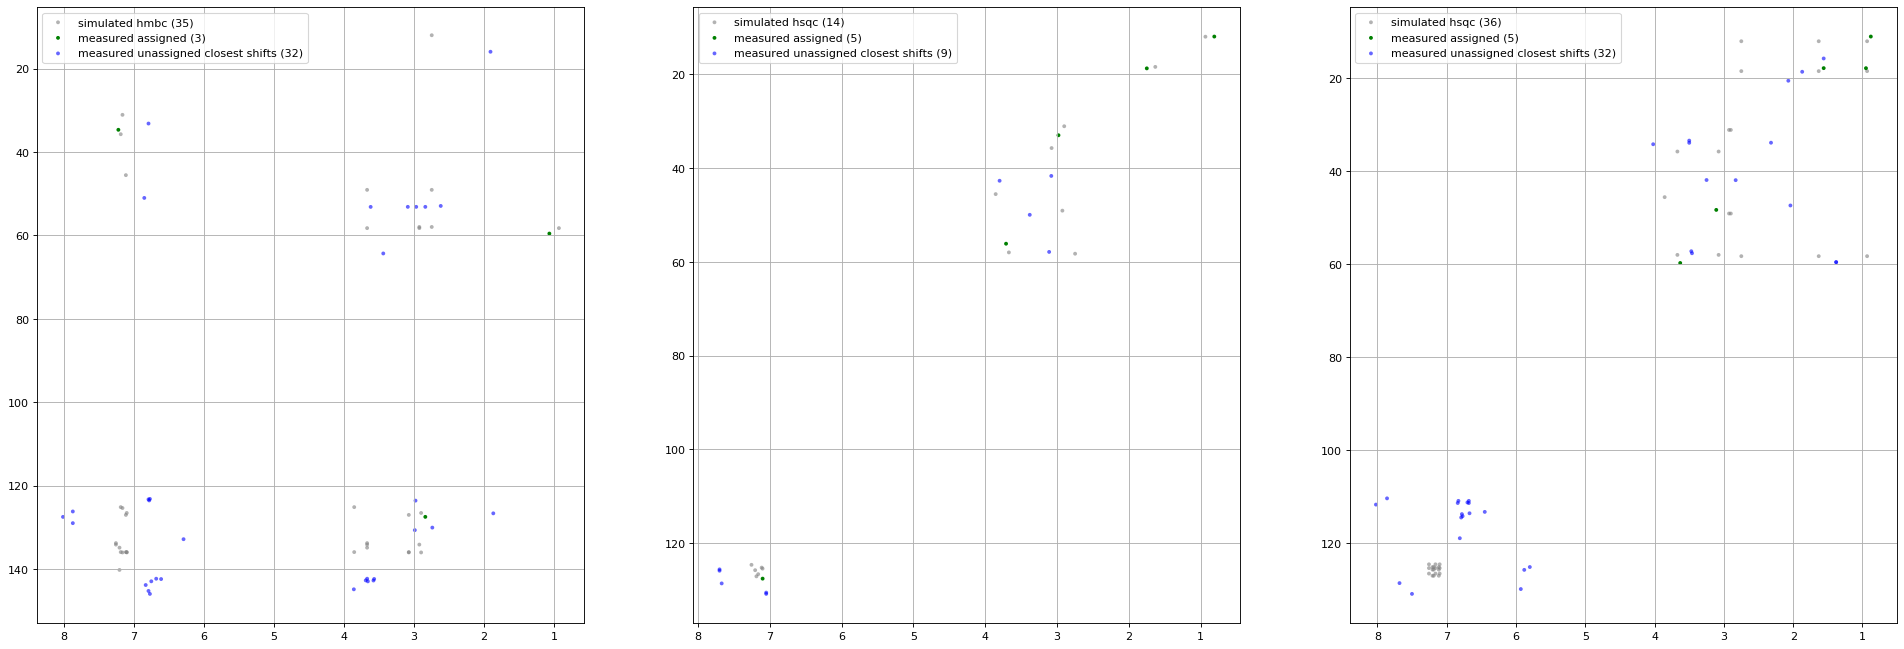 simulated hmbc (35)
measured assigned (3)
measured unassigned closest shifts (32)
20
40
60
80
100
120
140
8 7 6 5 4 3 2 1
simulated hsqc (14)
measured assigned (5)
measured unassigned closest shifts (9)
20
40
60
80
100
120
8 7 6 5 4 3 2 1
simulated hsqc (36)
measured assigned (5)
measured unassigned closest shifts (32)
20
40
60
80
100
120
8 7 6 5 4 3 2 1